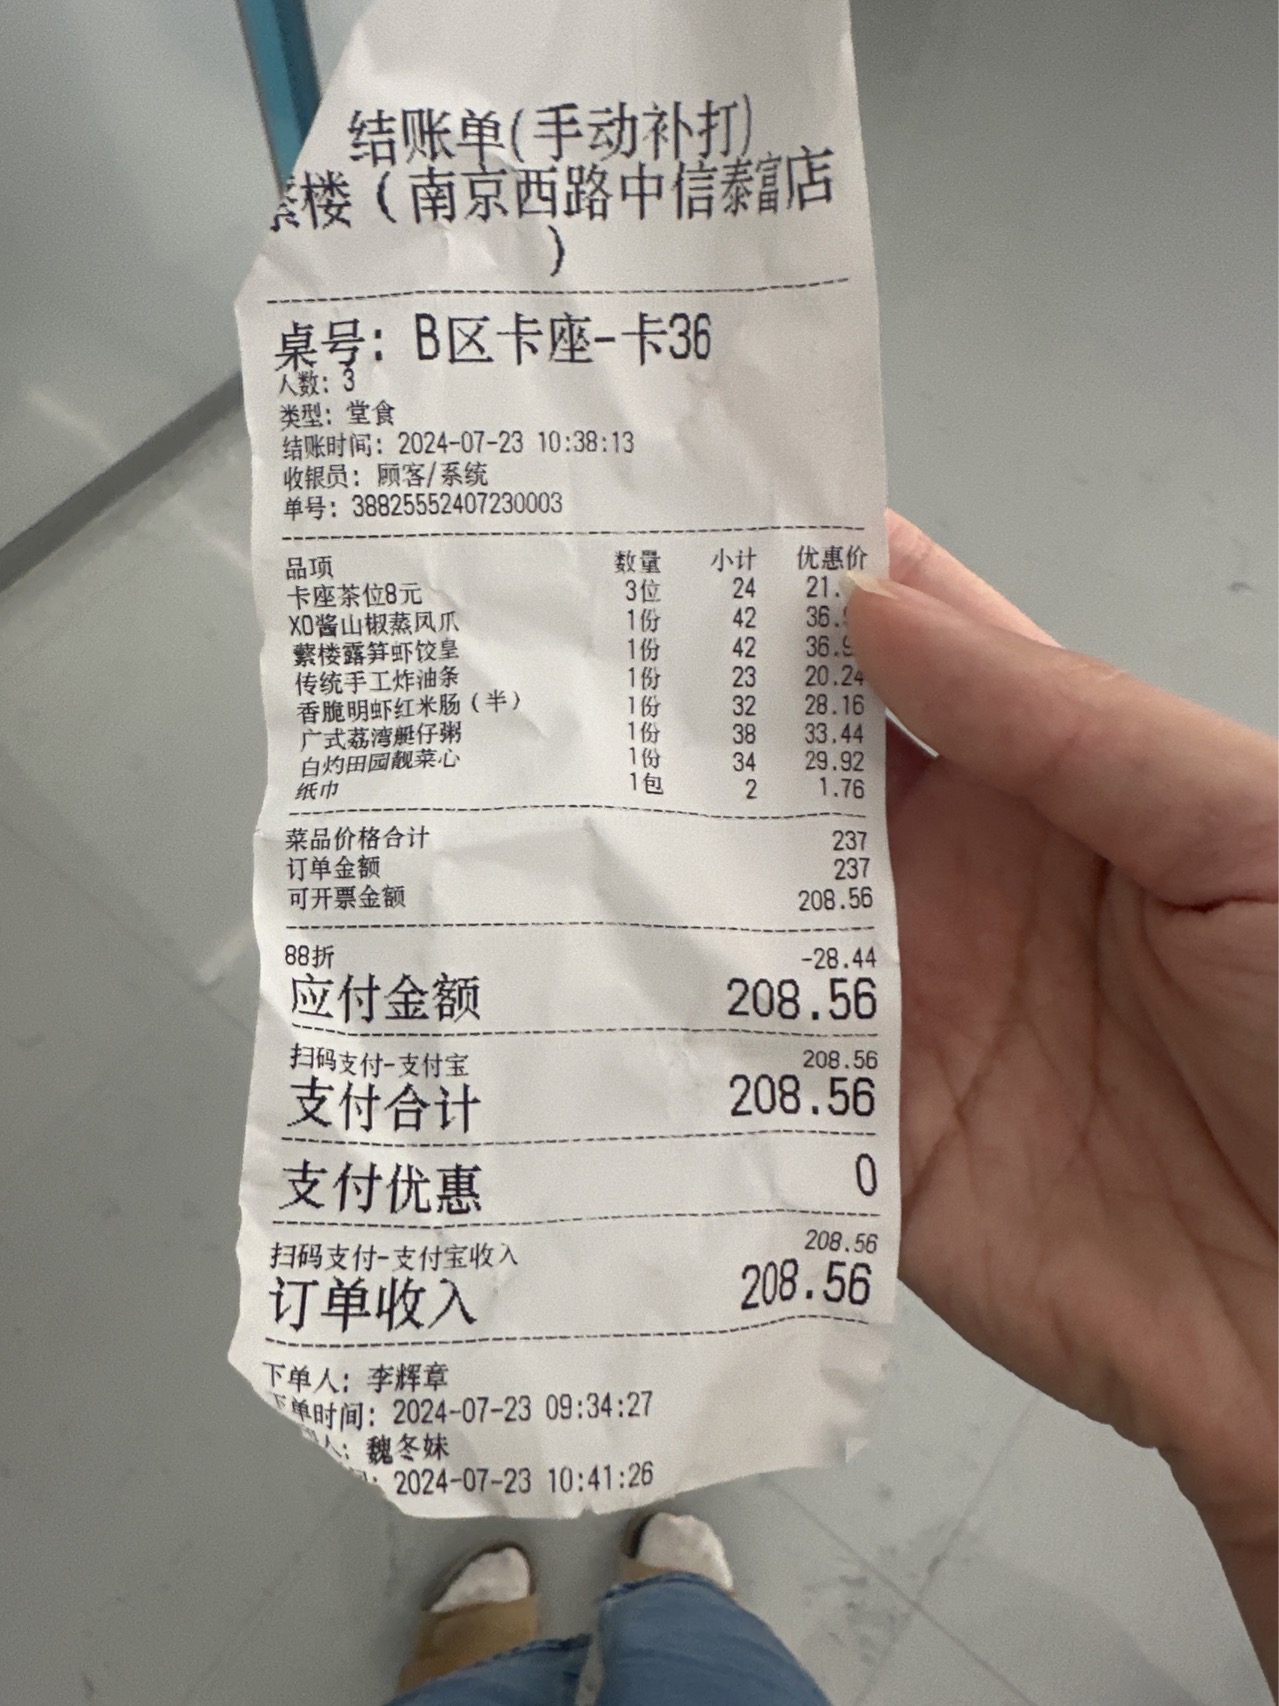 结账单(手动补打)
楼（南京西路中信泰富店
）
桌号: B区卡座-卡36
人数: 3
类型: 堂食
结账时间: 2024-07-23 10:38:13
收银员: 顾客/系统
单号: 38825552407230003
品项 数量 小计 优惠价
卡座茶位8元 3位 24 21.
XO酱山椒蒸凤爪 1份 42 36.9
紫楼露笋虾饺皇 1份 42 36.9
传统手工炸油条 1份 23 20.24
香脆明虾红米肠（半） 1份 32 28.16
广式荔湾艇仔粥 1份 38 33.44
白灼田园靓菜心 1份 34 29.92
纸巾 1包 2 1.76
菜品价格合计 237
订单金额 237
可开票金额 208.56
88折 -28.44
应付金额 208.56
扫码支付-支付宝 208.56
支付合计 208.56
支付优惠 0
扫码支付-支付宝收入 208.56
订单收入 208.56
下单人: 李辉章
下单时间: 2024-07-23 09:34:27
人: 魏冬妹
2024-07-23 10:41:26